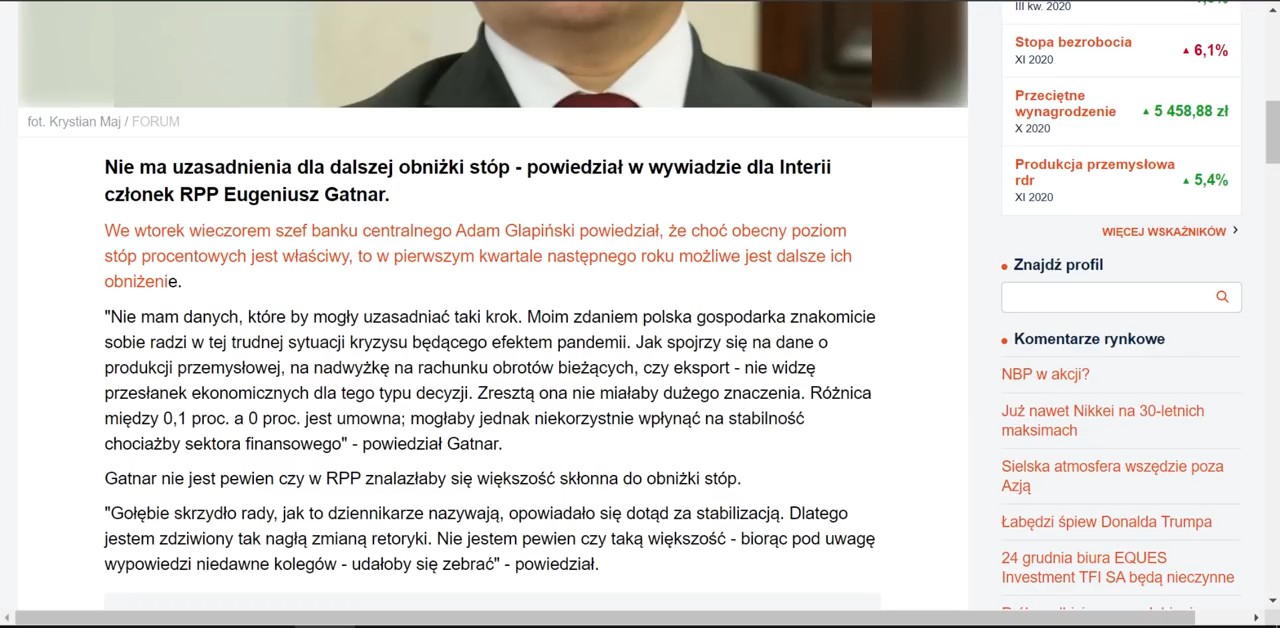 fot. Krystian Maj / FORUM
Nie ma uzasadnienia dla dalszej obniżki stóp - powiedział w wywiadzie dla Interii
członek RPP Eugeniusz Gatnar.
We wtorek wieczorem szef banku centralnego Adam Glapiński powiedział, że choć obecny poziom
stóp procentowych jest właściwy, to w pierwszym kwartale następnego roku możliwe jest dalsze ich
obniżenie.
"Nie mam danych, które by mogły uzasadniać taki krok. Moim zdaniem polska gospodarka znakomicie
sobie radzi w tej trudnej sytuacji kryzysu będącego efektem pandemii. Jak spojrzy się na dane o
produkcji przemysłowej, na nadwyżkę na rachunku obrotów bieżących, czy eksport - nie widzę
przesłanek ekonomicznych dla tego typu decyzji. Zresztą ona nie miałaby dużego znaczenia. Różnica
między 0,1 proc. a 0 proc. jest umowna; mogłaby jednak niekorzystnie wpłynąć na stabilność
chociażby sektora finansowego" - powiedział Gatnar.
Gatnar nie jest pewien czy w RPP znalazłaby się większość skłonna do obniżki stóp.
"Gołębie skrzydło rady, jak to dziennikarze nazywają, opowiadało się dotąd za stabilizacją. Dlatego
jestem zdziwiony tak nagłą zmianą retoryki. Nie jestem pewien czy taką większość - biorąc pod uwagę
wypowiedzi niedawne kolegów - udałoby się zebrać" - powiedział.
III kw. 2020
Stopa bezrobocia
▲ 6,1%
XI 2020
Przeciętne
wynagrodzenie
▲ 5 458,88 zł
X 2020
Produkcja przemysłowa
rdr
▲ 5,4%
XI 2020
WIĘCEJ WSKAŹNIKÓW
Znajdź profil
Komentarze rynkowe
NBP w akcji?
Już nawet Nikkei na 30-letnich
maksimach
Sielska atmosfera wszędzie poza
Azją
Łabędzi śpiew Donalda Trumpa
24 grudnia biura EQUES
Investment TFI SA będą nieczynne